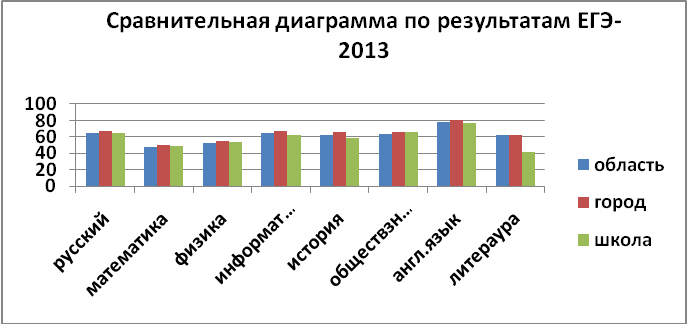 Сравнительная диаграмма по результатам ЕГЭ-
2013
100
80
60
40
20
0
русский
математика
физика
информат...
история
обществзн...
англ.язык
литераура
область
город
школа